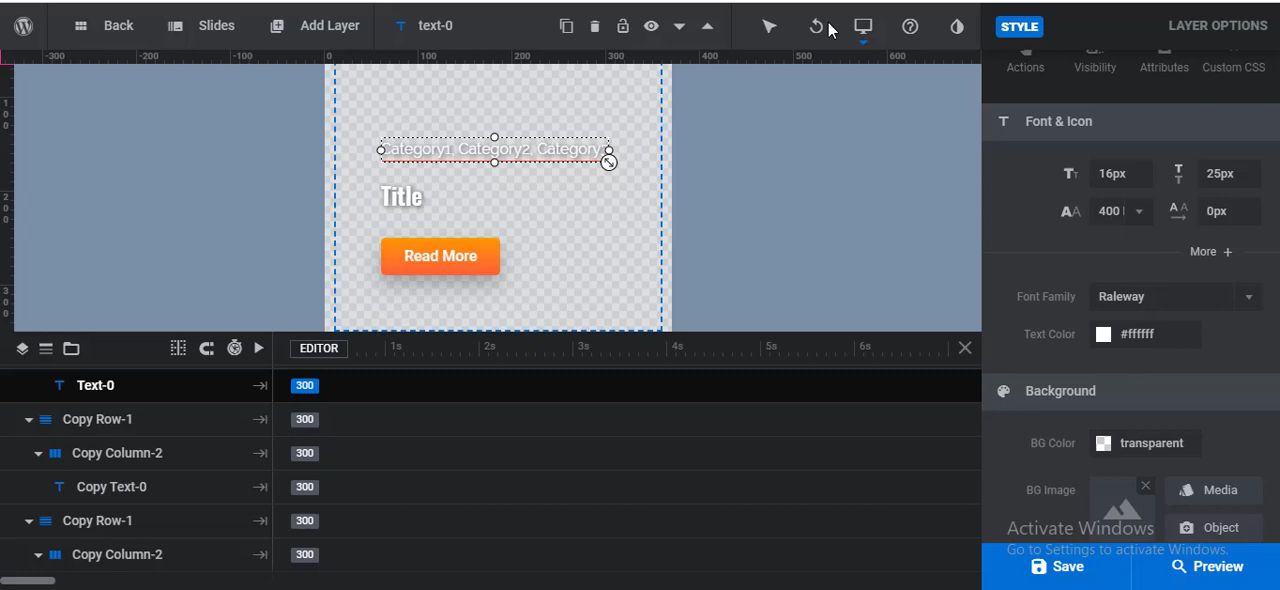 Back Slides Add Layer text-0 STYLE LAYER OPTIONS
-300 -200 -100 0 100 200 300 400 500 600
Actions Visibility Attributes Custom CSS
100
200
300
Category1, Category2, Category
Title
Read More
Font & Icon
16px 25px
400 0px
More +
Font Family Raleway
Text Color #ffffff
Background
BG Color transparent
BG Image Media
Object
Activate Windows
Go to Settings to activate Windows.
Save Preview
EDITOR 1s 2s 3s 4s 5s 6s
Text-0 300
Copy Row-1 300
Copy Column-2 300
Copy Text-0 300
Copy Row-1 300
Copy Column-2 300